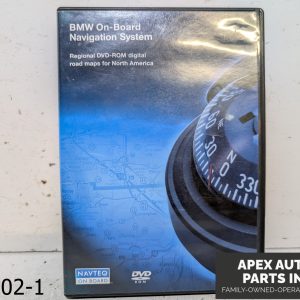 BMW On-Board
Navigation System
Regional DVD-ROM digital
road maps for North America
N
330
NAVTEQ
ON BOARD
DVD
ROM
02-1
APEX AUT
PARTS IN
FAMILY-OWNED-OPERA